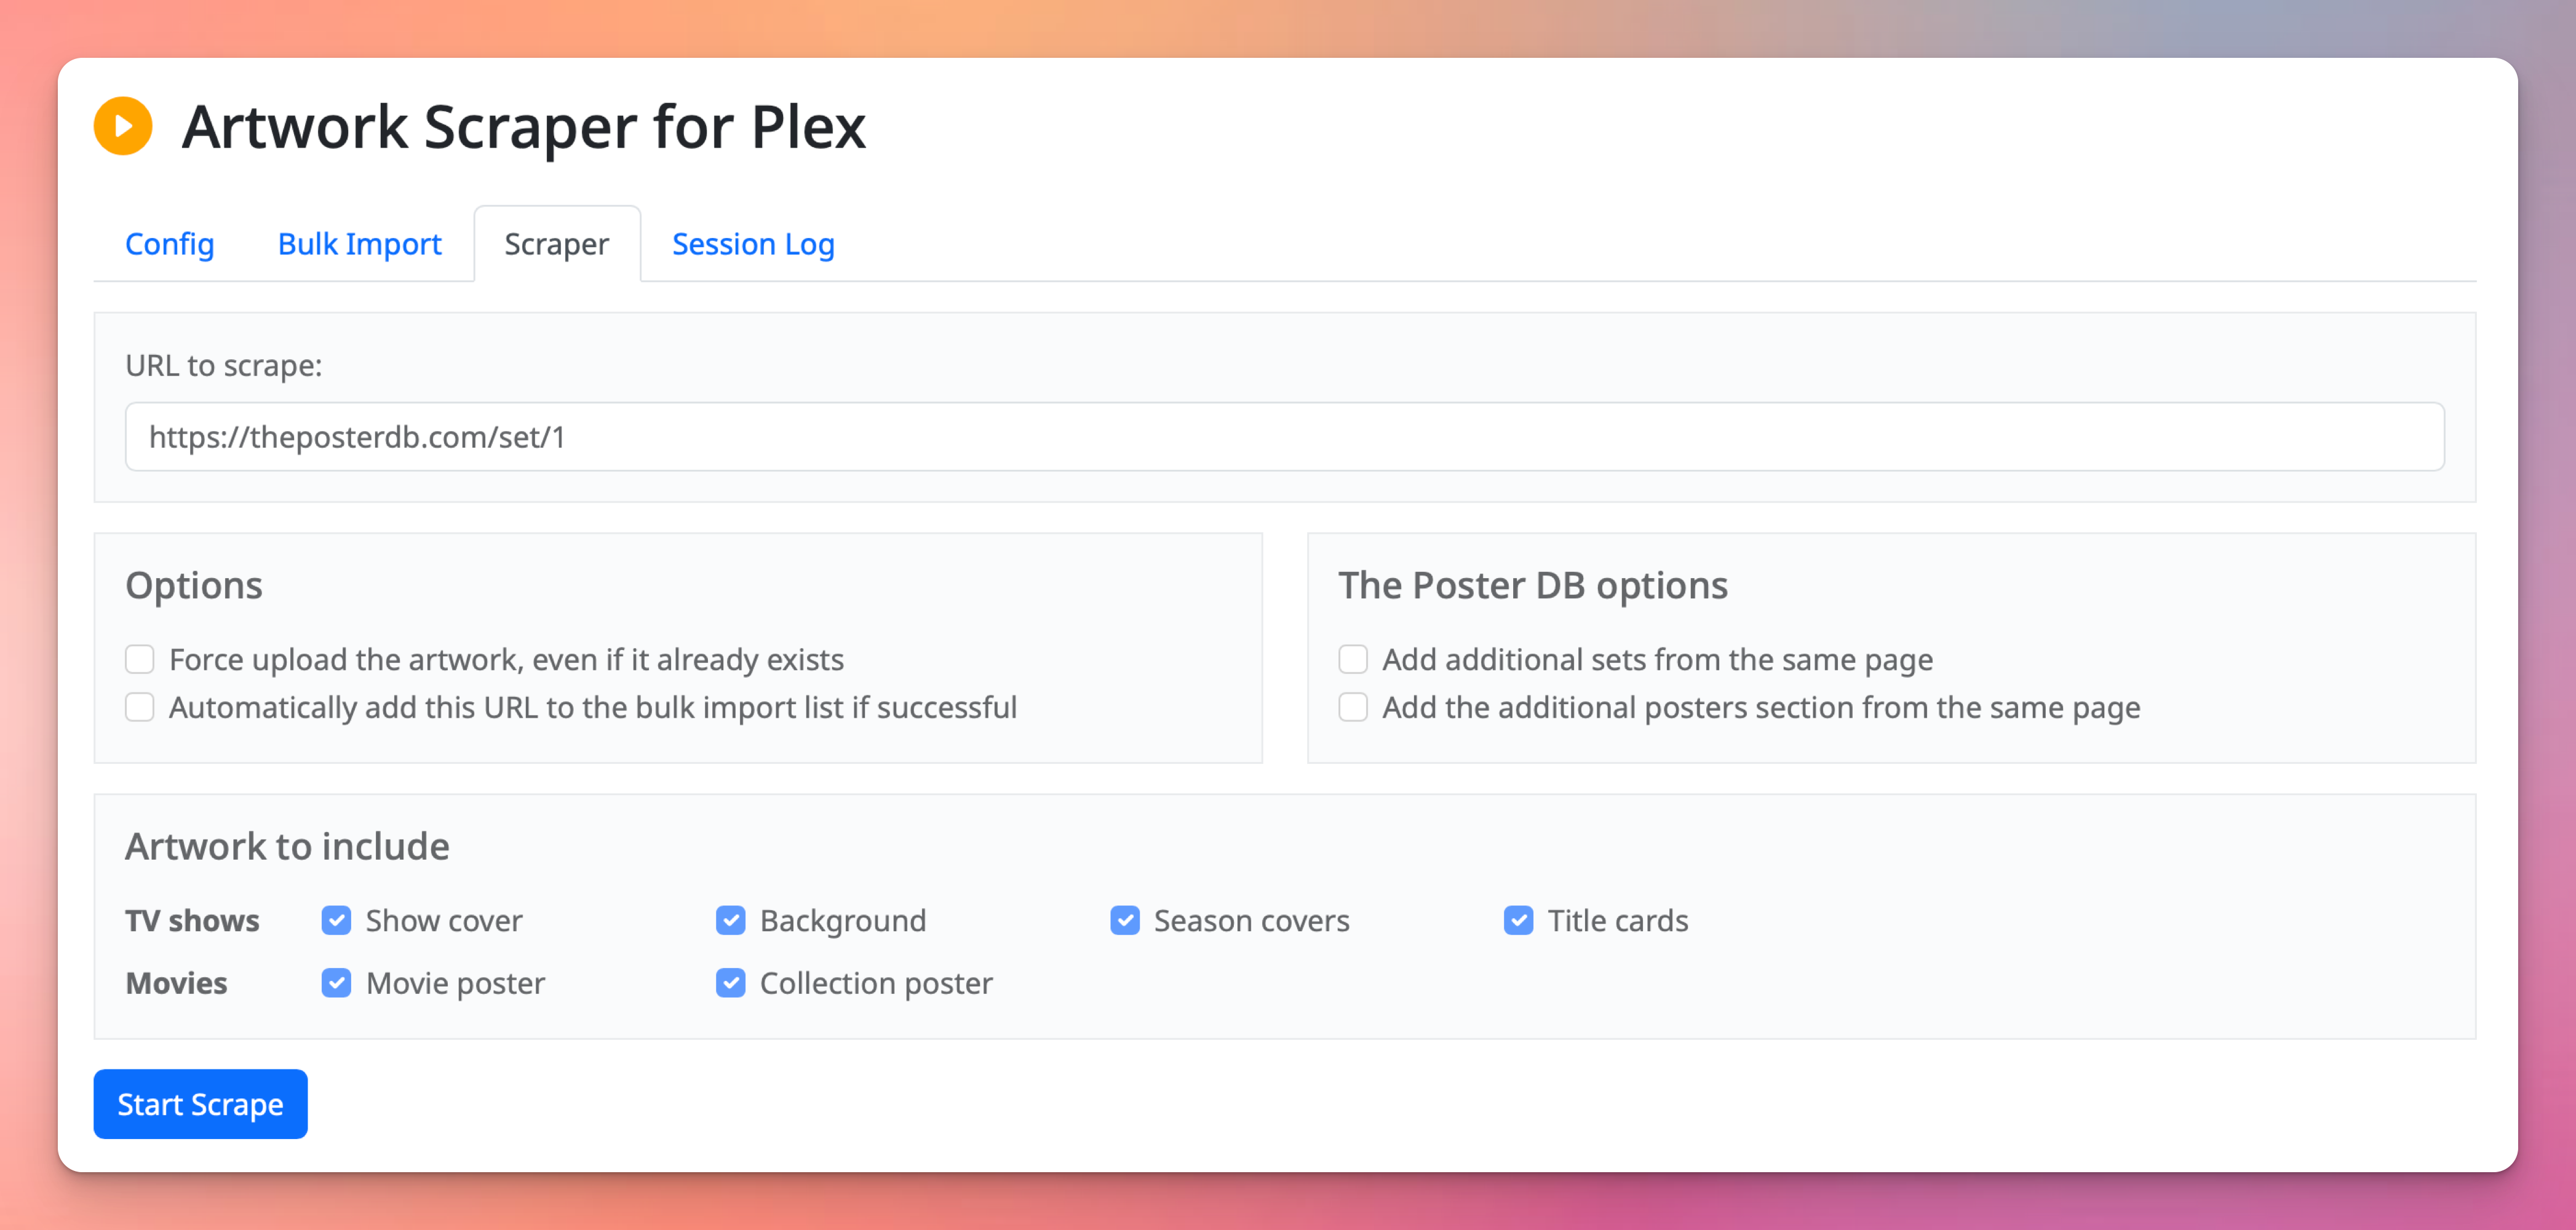 Artwork Scraper for Plex
Config
Bulk Import
Scraper
Session Log
URL to scrape:
https://theposterdb.com/set/1
Options
Force upload the artwork, even if it already exists
Automatically add this URL to the bulk import list if successful
The Poster DB options
Add additional sets from the same page
Add the additional posters section from the same page
Artwork to include
TV shows Show cover Background Season covers Title cards
Movies Movie poster Collection poster
Start Scrape